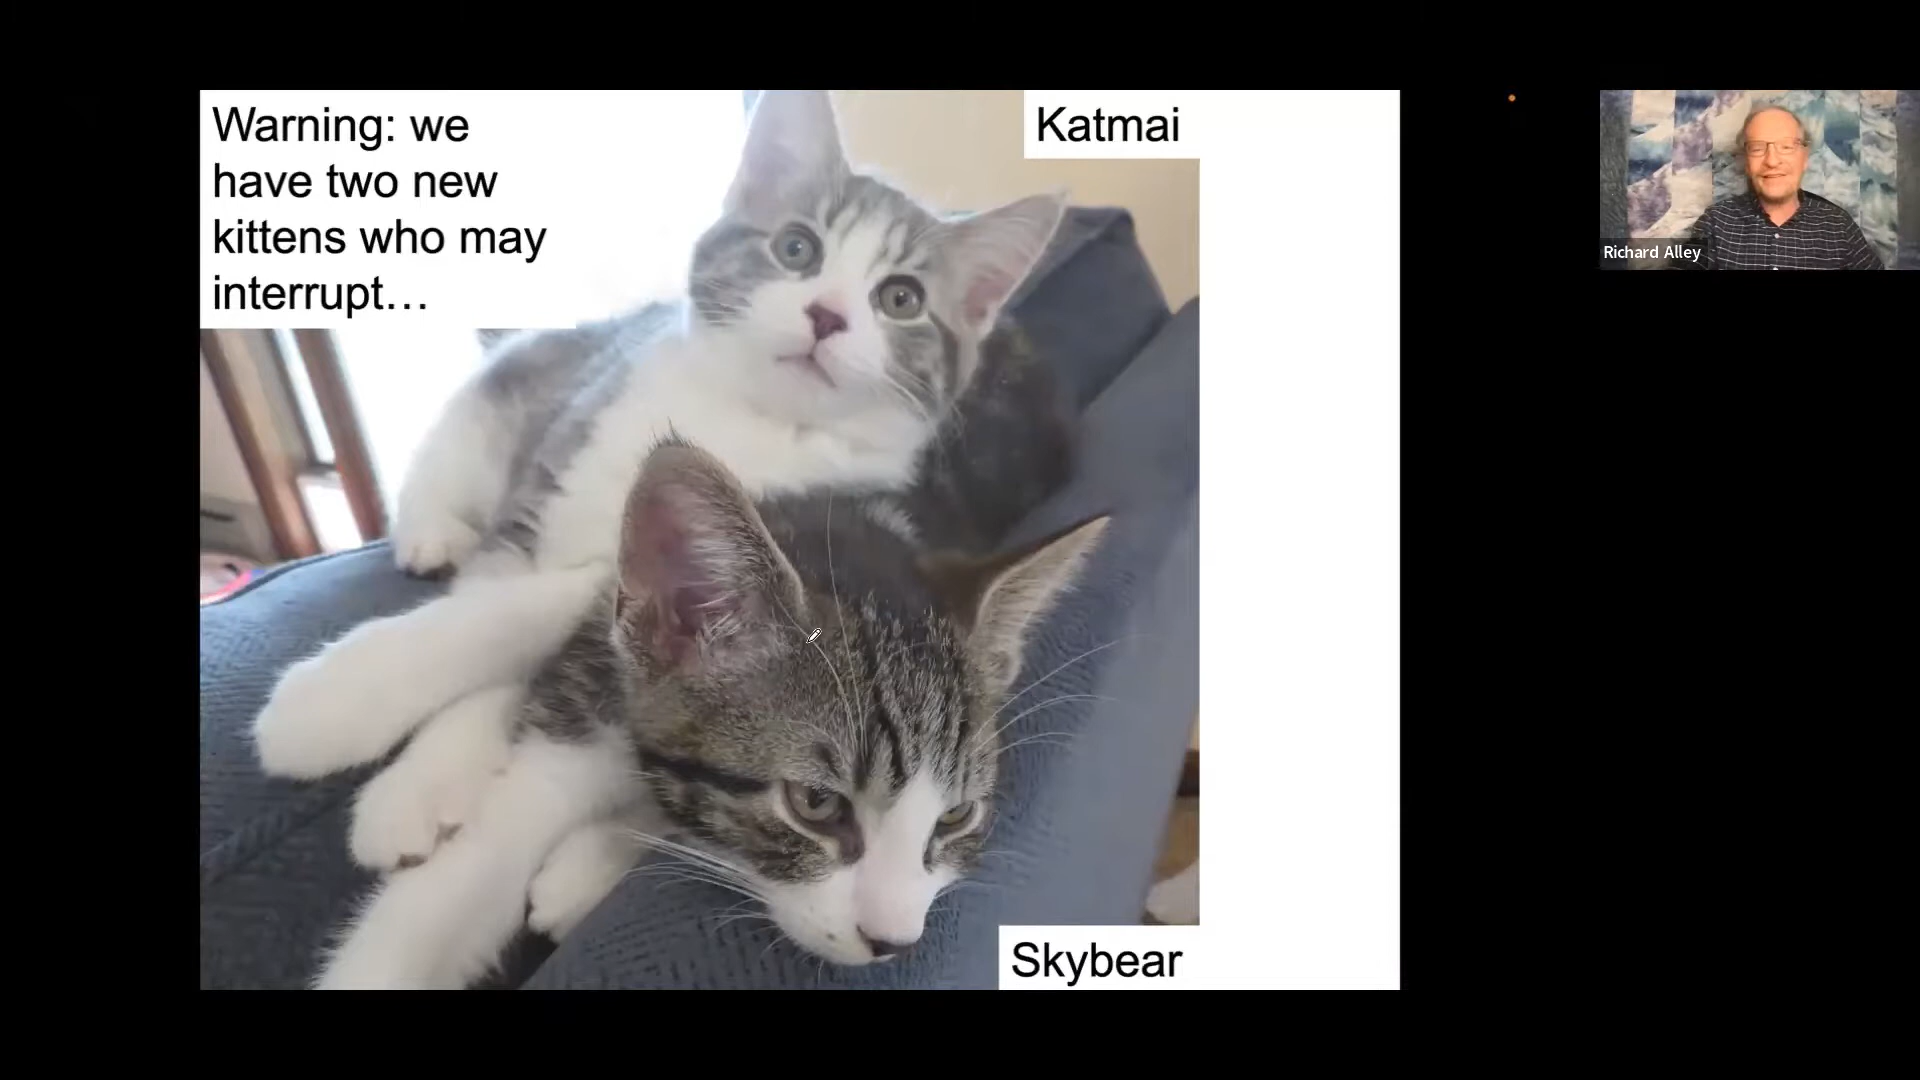 Warning: we
have two new
kittens who may
interrupt…
Katmai
Richard Alley
Skybear